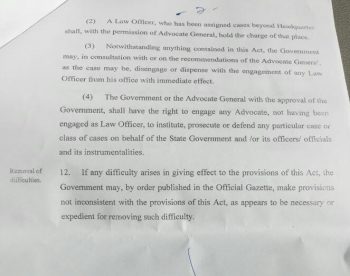 - 2 -
(2) A Law Officer, who has been assigned cases beyond Headquarter
shall, with the permission of Advocate General, hold the charge of that place.
(3) Notwithstanding anything contained in this Act, the Government
may, in consultation with or on the recommendations of the Advocate General,
as the case may be, disengage or dispense with the engagement of any Law
Officer from his office with immediate effect.
(4) The Government or the Advocate General with the approval of the
Government, shall have the right to engage any Advocate, not having been
engaged as Law Officer, to institute, prosecute or defend any particular case or
class of cases on behalf of the State Government and /or its officers/ officials
and its instrumentalities.
Removal of
difficulties.
12. If any difficulty arises in giving effect to the provisions of this Act, the
Government may, by order published in the Official Gazette, make provisions
not inconsistent with the provisions of this Act, as appears to be necessary or
expedient for removing such difficulty.